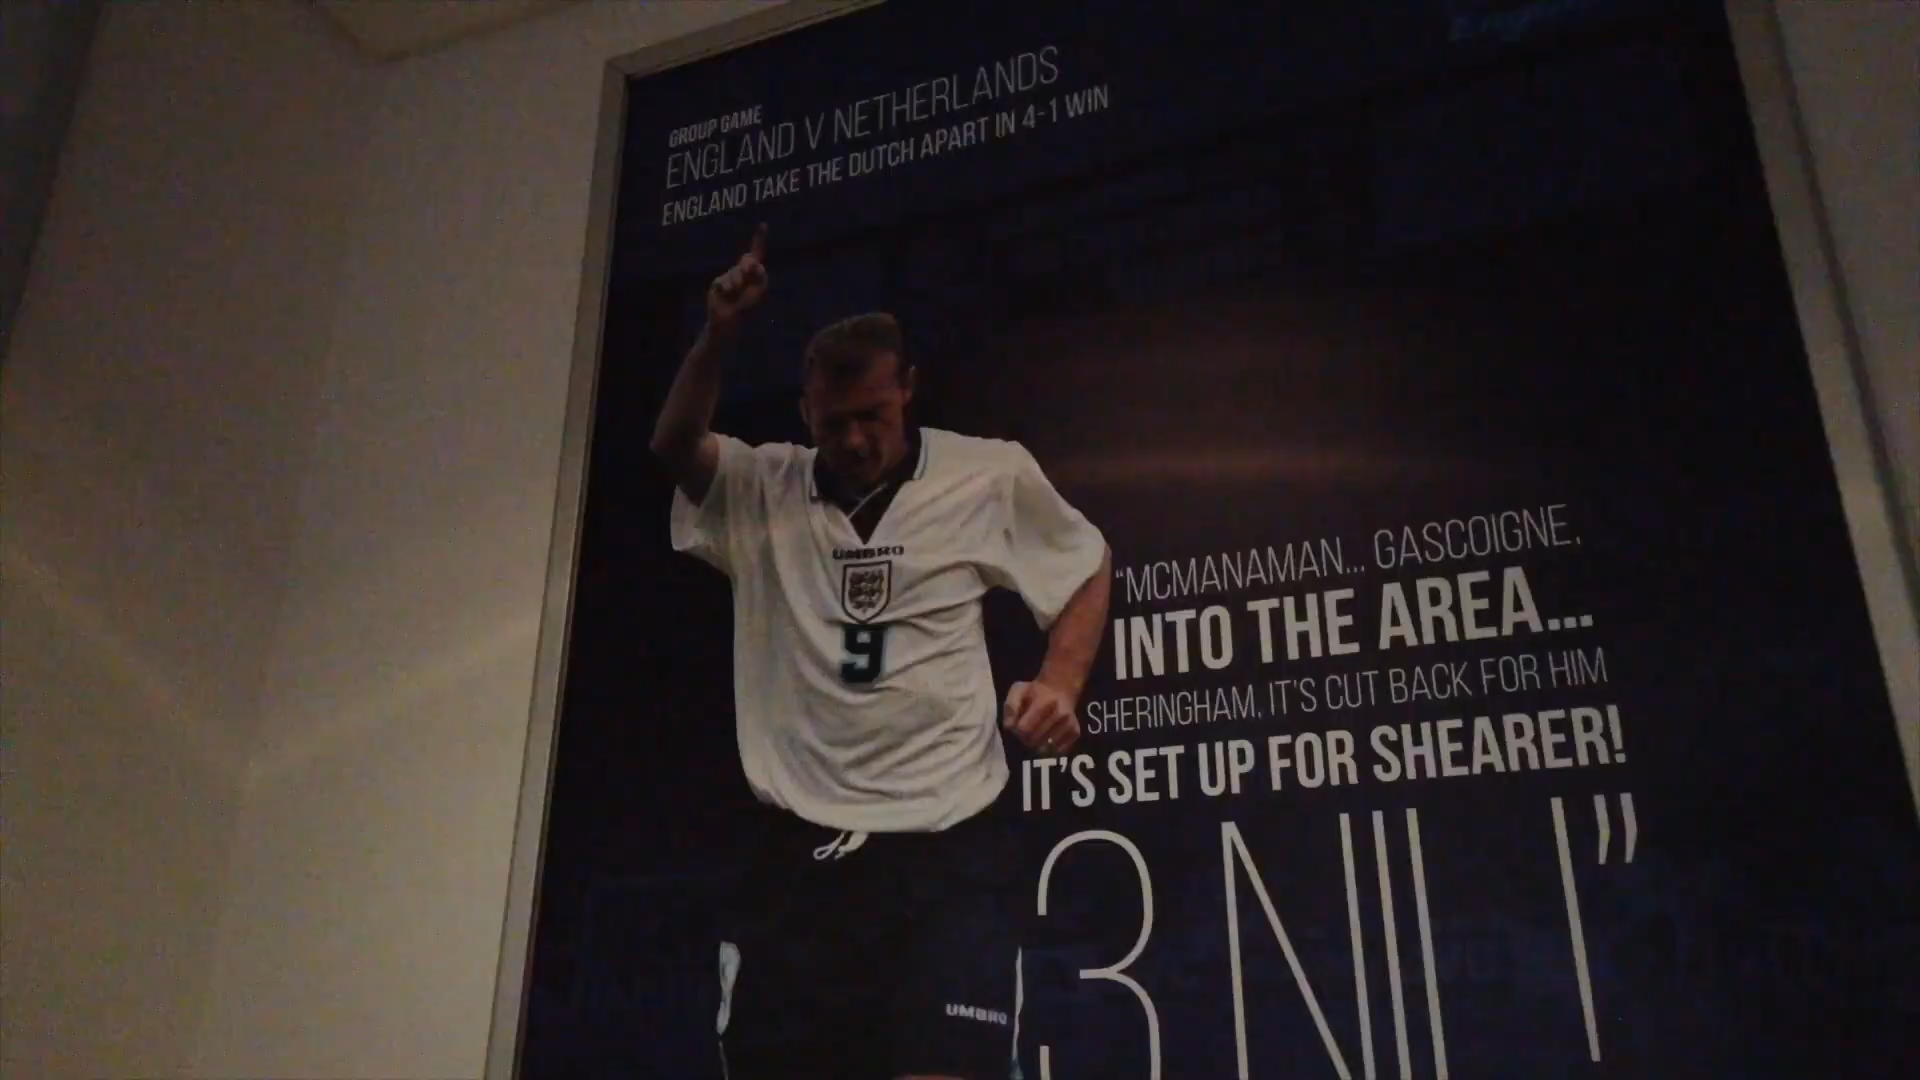 GROUP GAME
ENGLAND V NETHERLANDS
ENGLAND TAKE THE DUTCH APART IN 4-1 WIN
UMBRO
9
"MCMANAMAN... GASCOIGNE,
INTO THE AREA...
SHERINGHAM, IT'S CUT BACK FOR HIM
IT'S SET UP FOR SHEARER!
3 NIL !"
UMBRO